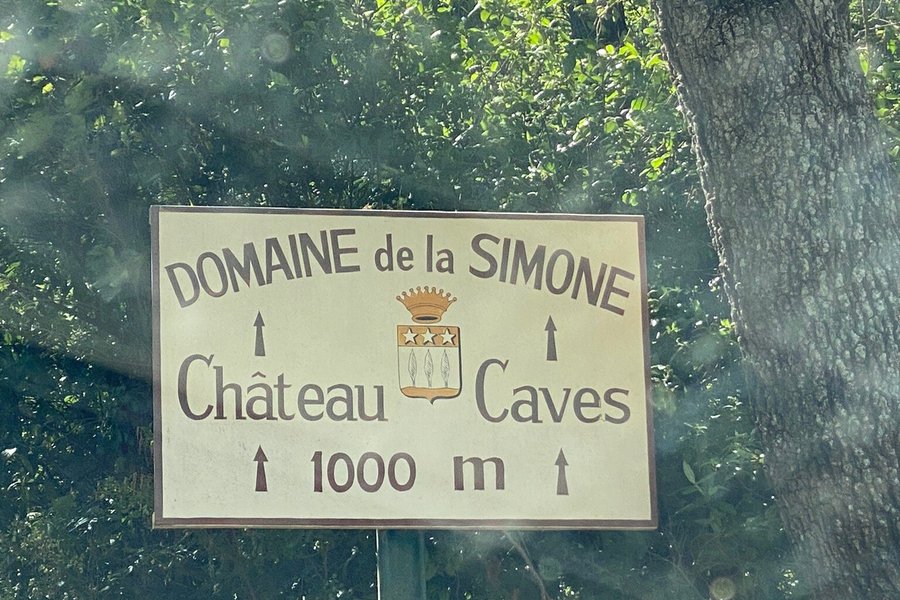 DOMAINE de la SIMONE
Château Caves
1000 m